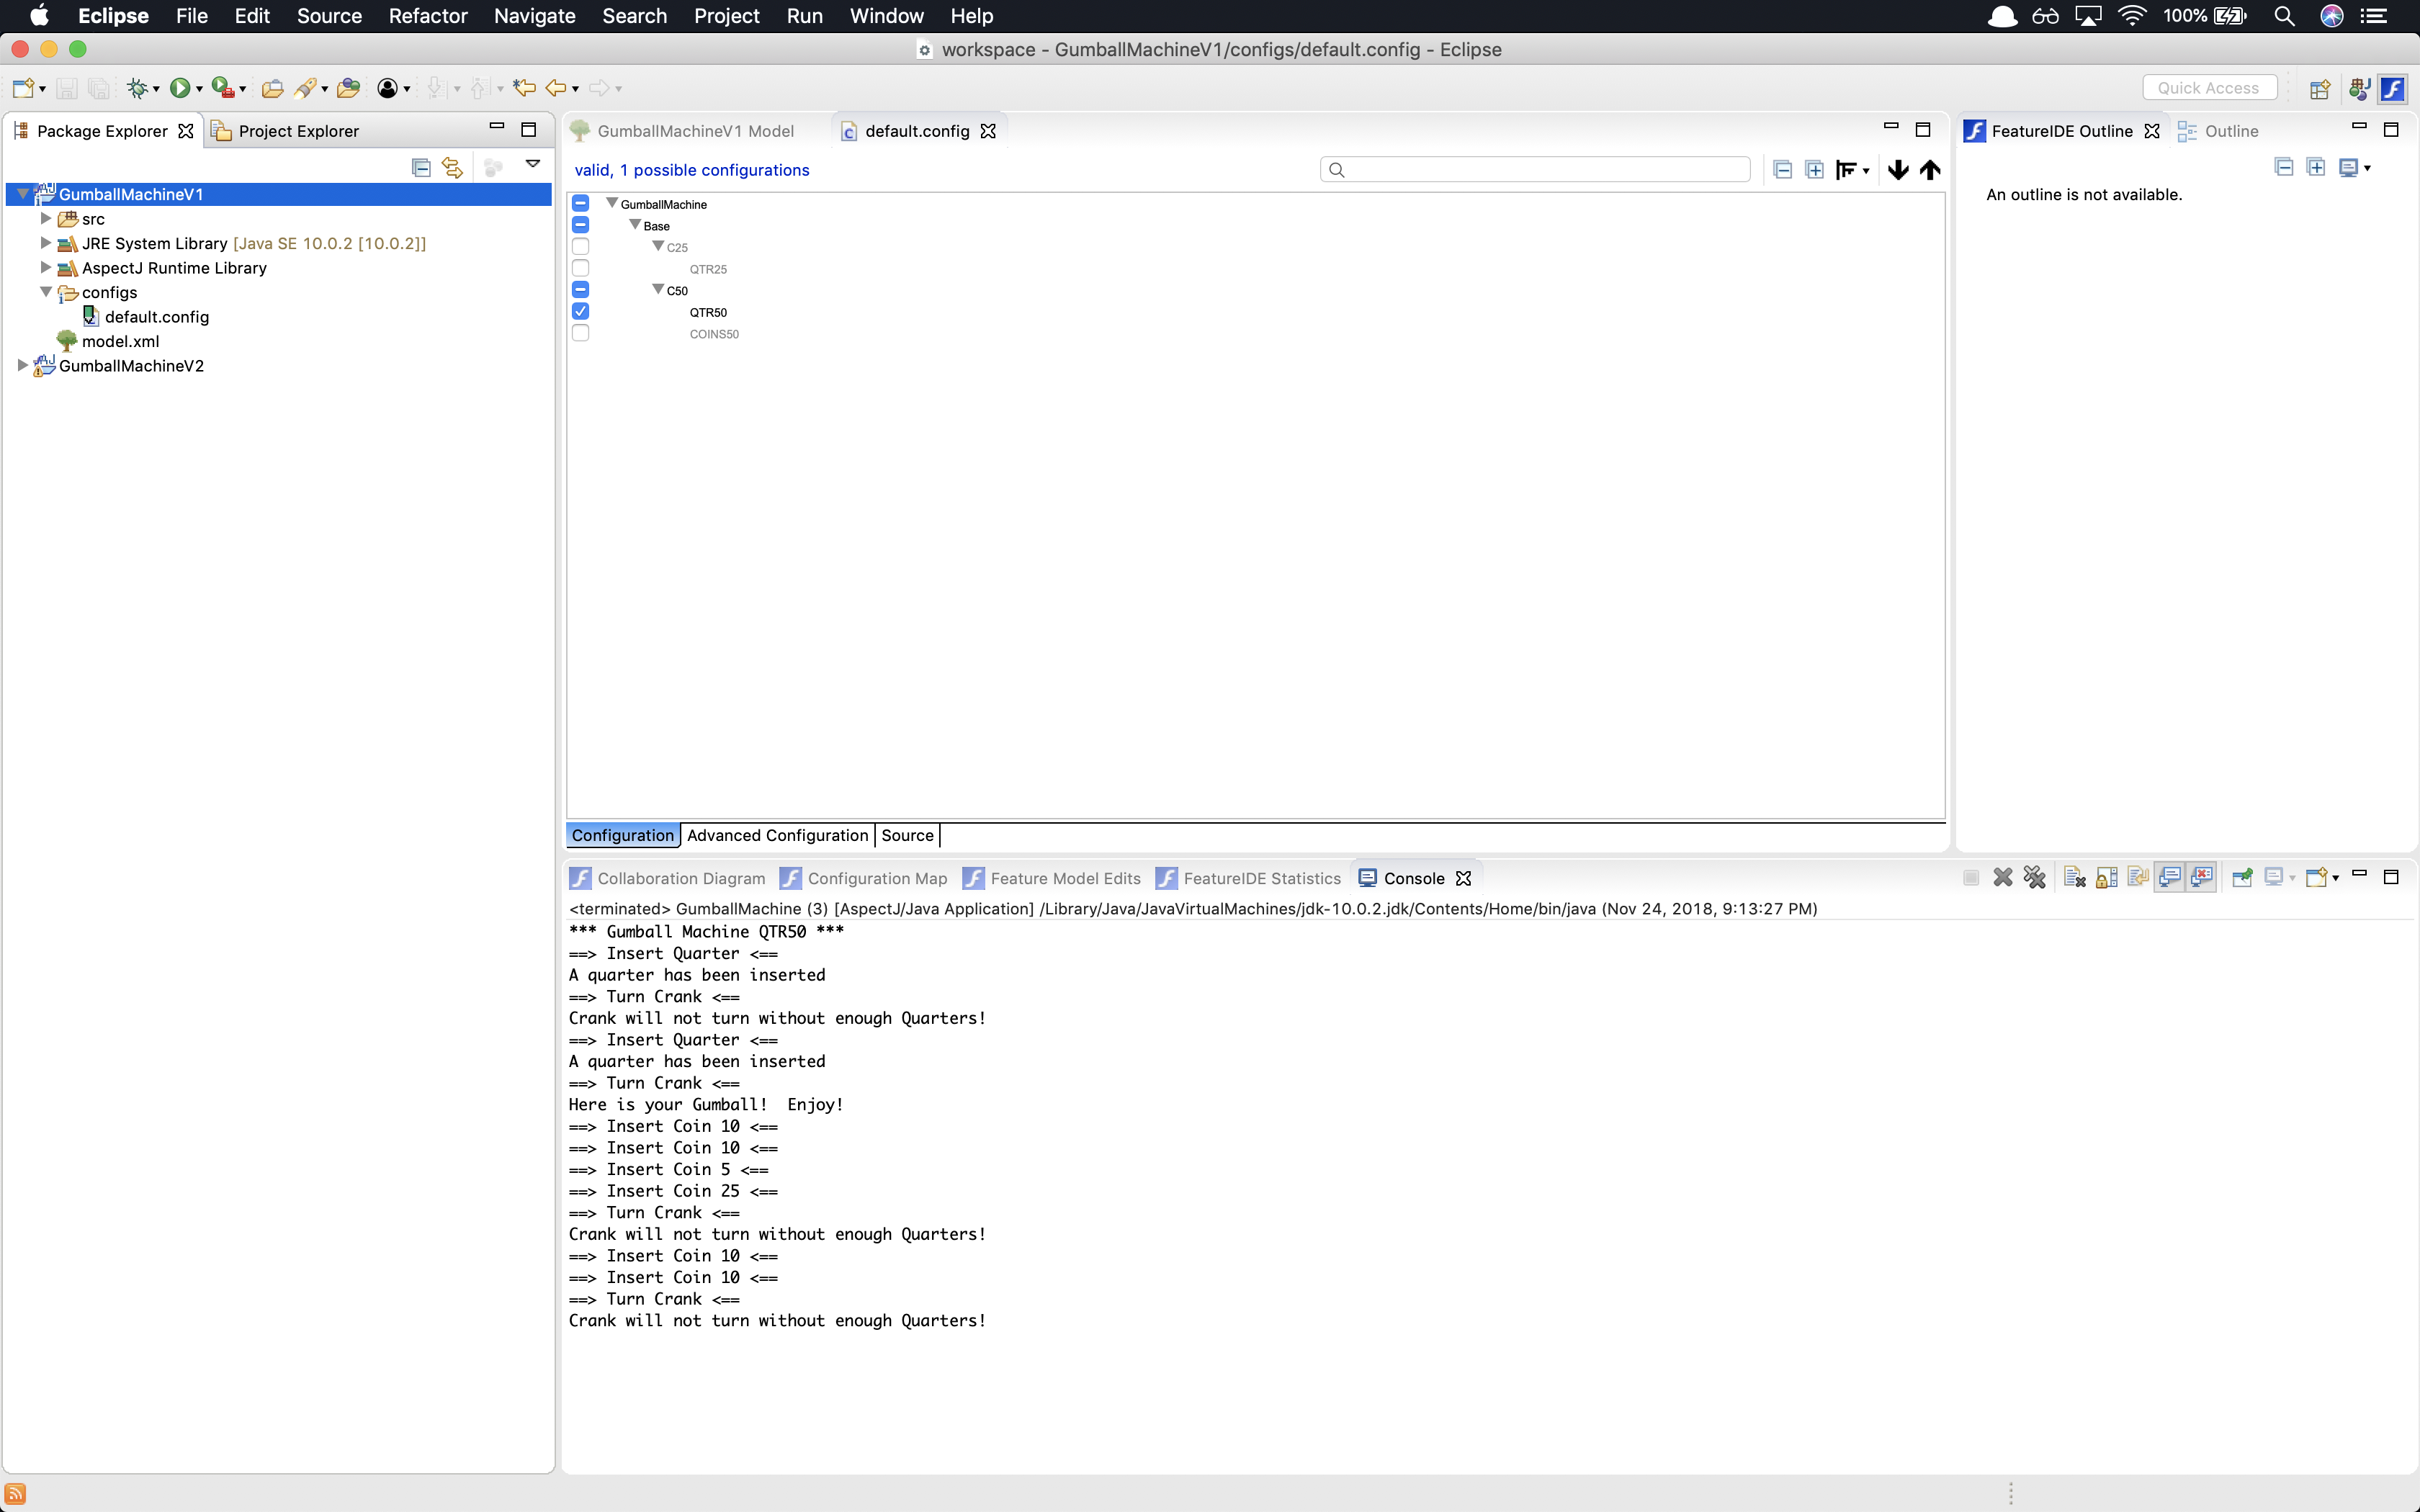 Eclipse File Edit Source Refactor Navigate Search Project Run Window Help 100%
workspace - GumballMachineV1/configs/default.config - Eclipse
Quick Access
Package Explorer Project Explorer
GumballMachineV1
src
JRE System Library [Java SE 10.0.2 [10.0.2]]
AspectJ Runtime Library
configs
default.config
model.xml
GumballMachineV2
GumballMachineV1 Model default.config
valid, 1 possible configurations
GumballMachine
Base
C25
QTR25
C50
QTR50
COINS50
Configuration Advanced Configuration Source
FeatureIDE Outline Outline
An outline is not available.
Collaboration Diagram Configuration Map Feature Model Edits FeatureIDE Statistics Console
<terminated> GumballMachine (3) [AspectJ/Java Application] /Library/Java/JavaVirtualMachines/jdk-10.0.2.jdk/Contents/Home/bin/java (Nov 24, 2018, 9:13:27 PM)
*** Gumball Machine QTR50 ***
==> Insert Quarter <==
A quarter has been inserted
==> Turn Crank <==
Crank will not turn without enough Quarters!
==> Insert Quarter <==
A quarter has been inserted
==> Turn Crank <==
Here is your Gumball!  Enjoy!
==> Insert Coin 10 <==
==> Insert Coin 10 <==
==> Insert Coin 5 <==
==> Insert Coin 25 <==
==> Turn Crank <==
Crank will not turn without enough Quarters!
==> Insert Coin 10 <==
==> Insert Coin 10 <==
==> Turn Crank <==
Crank will not turn without enough Quarters!